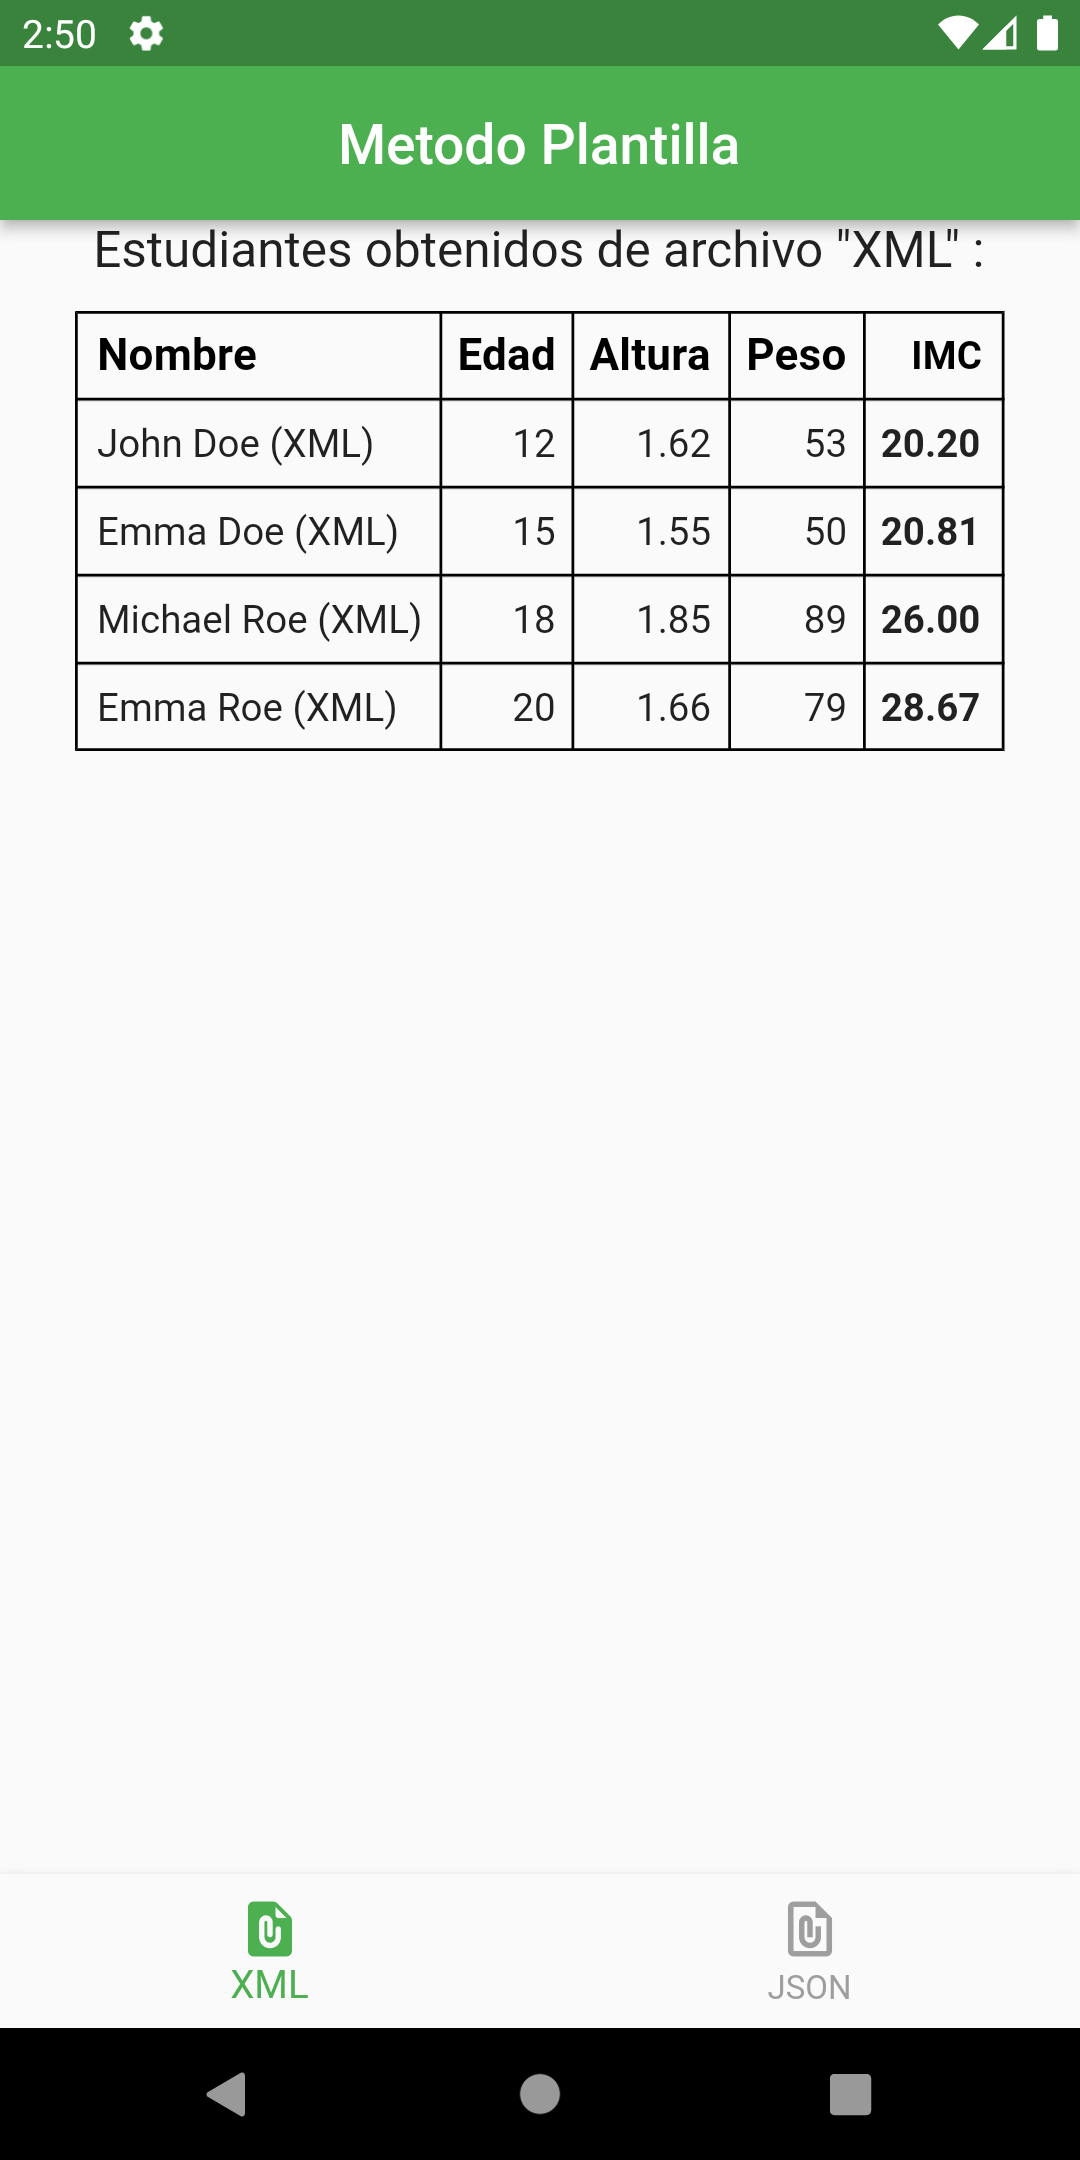 2:50
Metodo Plantilla
Estudiantes obtenidos de archivo "XML" :
Nombre Edad Altura Peso IMC
John Doe (XML) 12 1.62 53 20.20
Emma Doe (XML) 15 1.55 50 20.81
Michael Roe (XML) 18 1.85 89 26.00
Emma Roe (XML) 20 1.66 79 28.67
XML JSON